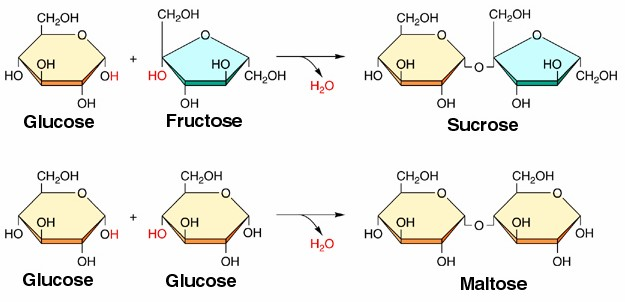 CH₂OH CH₂OH CH₂OH CH₂OH
O O O O
HO OH OH + HO HO CH₂OH H₂O HO OH O HO CH₂OH
OH OH OH OH
Glucose Fructose Sucrose
CH₂OH CH₂OH CH₂OH CH₂OH
O O O O
HO OH OH + HO OH OH H₂O HO OH O OH OH
OH OH OH OH
Glucose Glucose Maltose